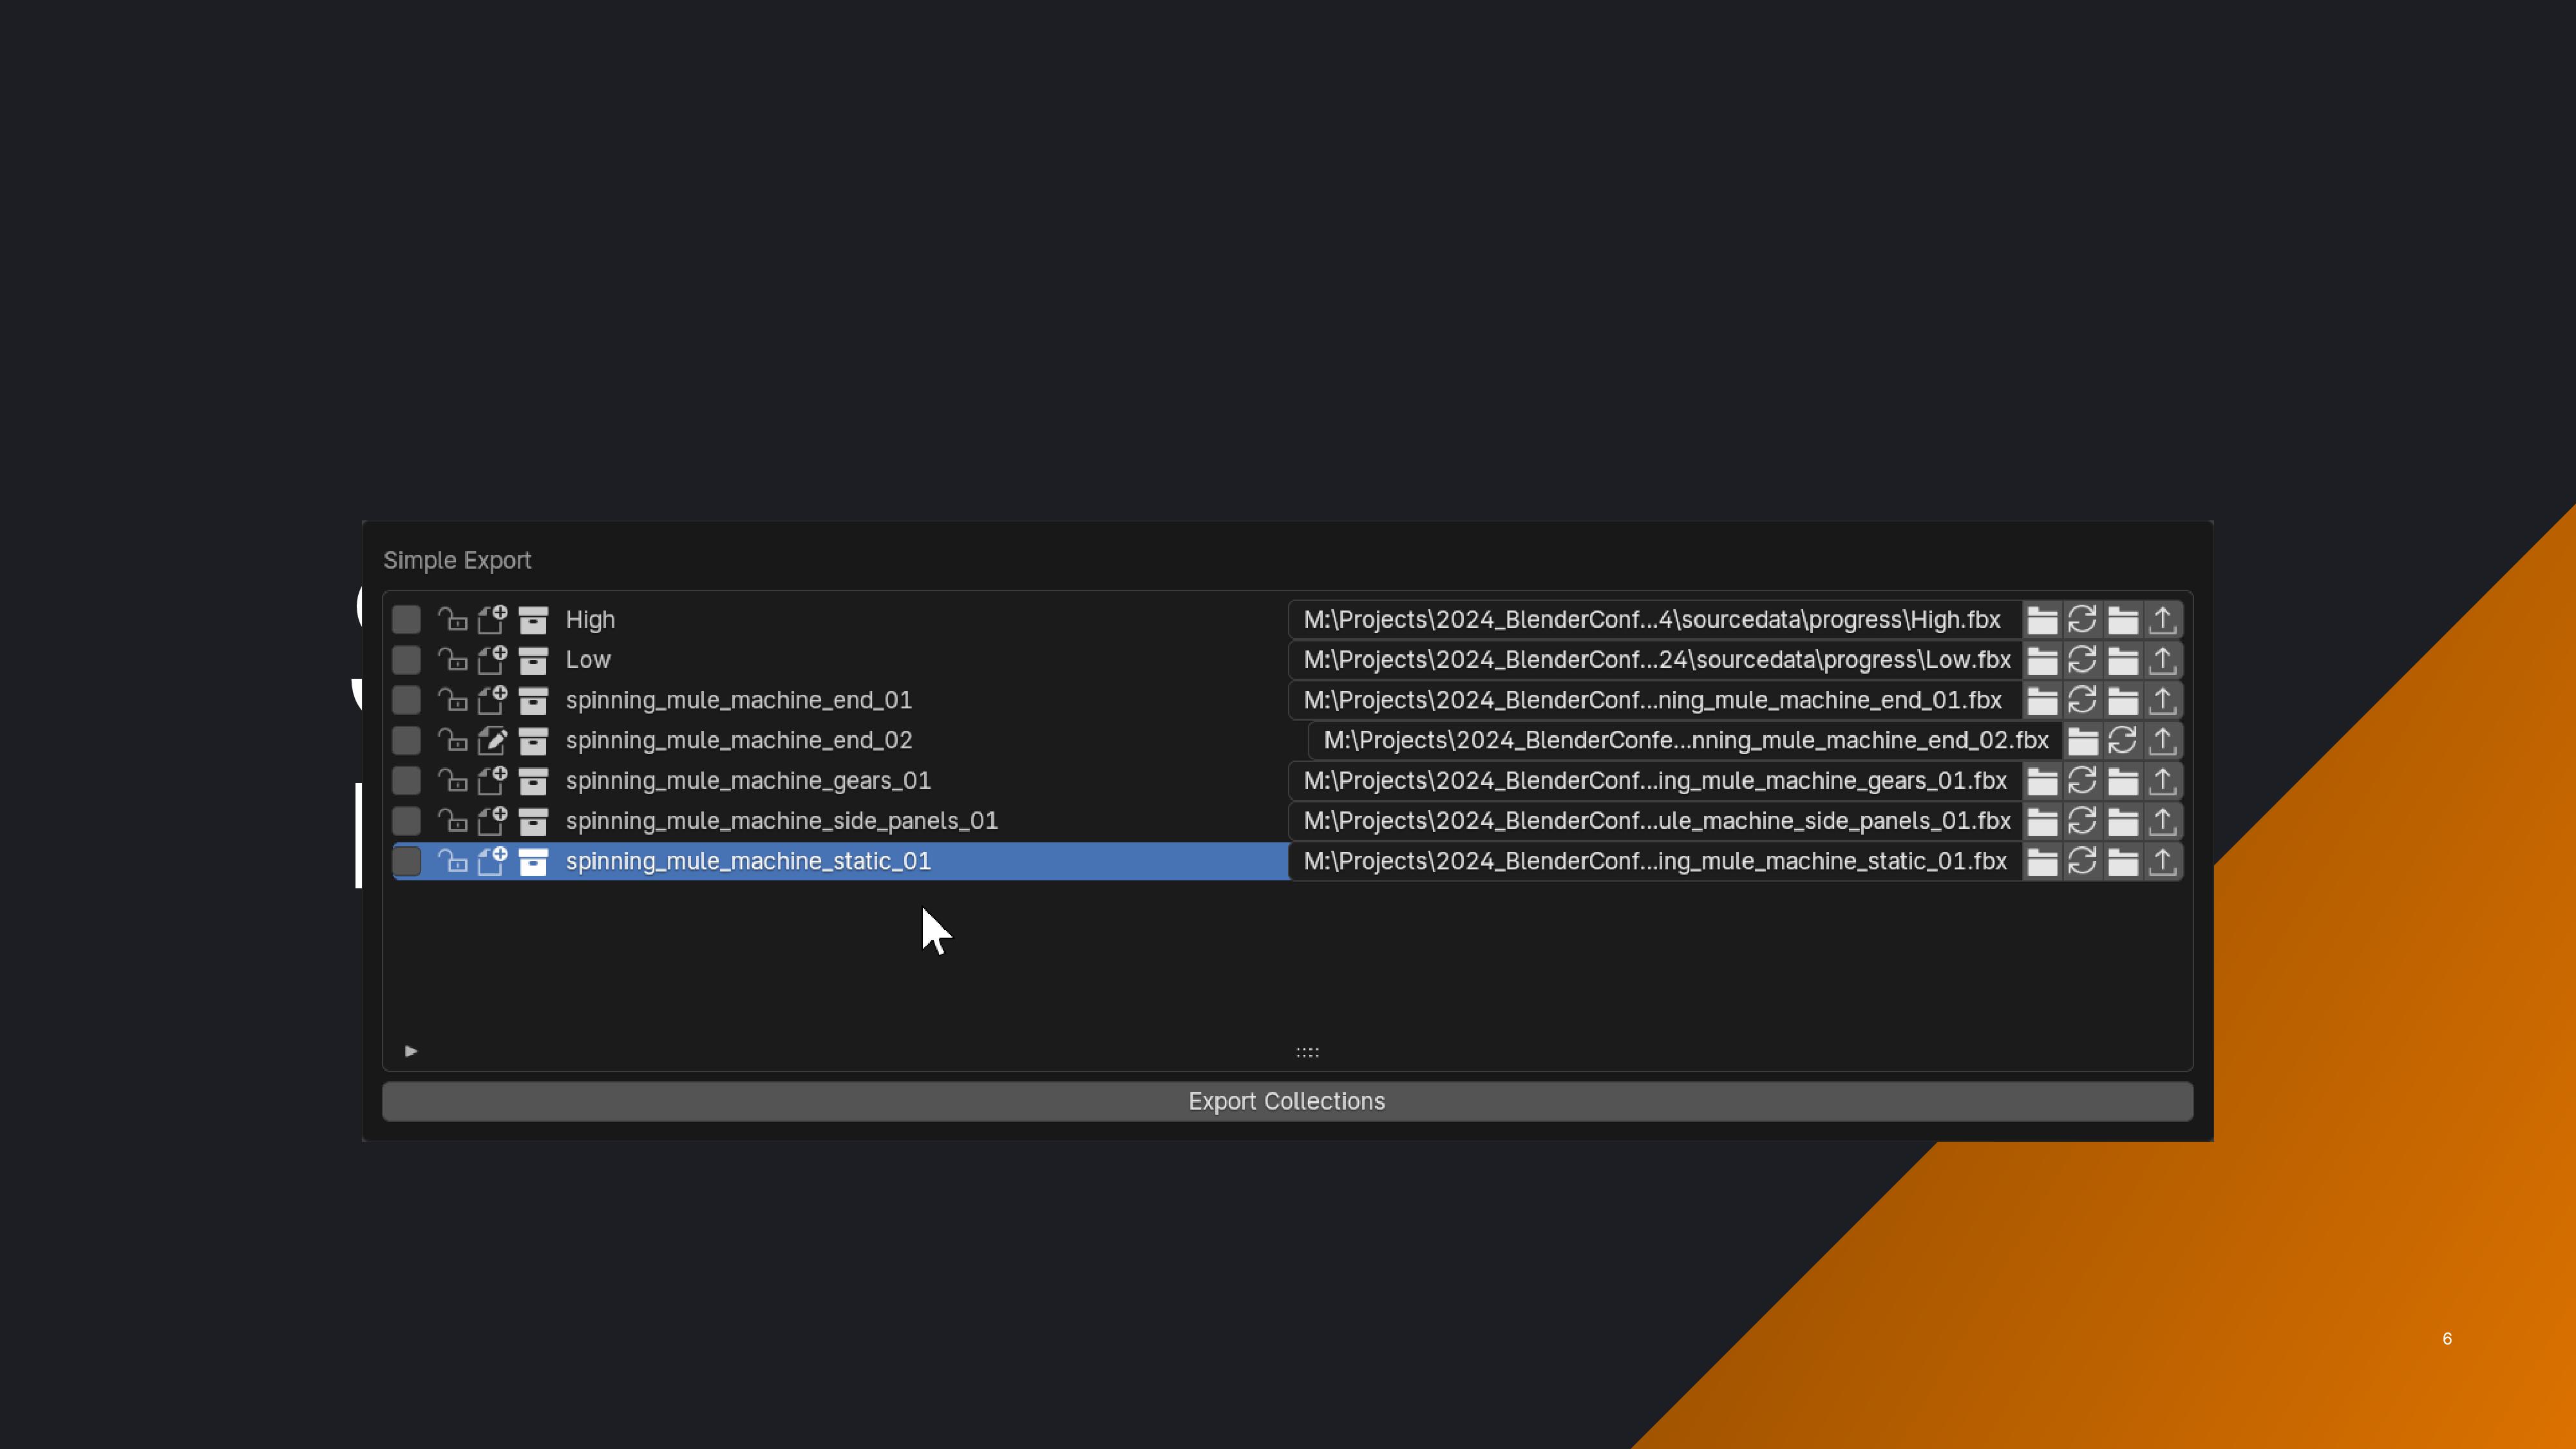 Simple Export
High M:\Projects\2024_BlenderConf...4\sourcedata\progress\High.fbx
Low M:\Projects\2024_BlenderConf...24\sourcedata\progress\Low.fbx
spinning_mule_machine_end_01 M:\Projects\2024_BlenderConf...ning_mule_machine_end_01.fbx
spinning_mule_machine_end_02 M:\Projects\2024_BlenderConfe...nning_mule_machine_end_02.fbx
spinning_mule_machine_gears_01 M:\Projects\2024_BlenderConf...ing_mule_machine_gears_01.fbx
spinning_mule_machine_side_panels_01 M:\Projects\2024_BlenderConf...ule_machine_side_panels_01.fbx
spinning_mule_machine_static_01 M:\Projects\2024_BlenderConf...ing_mule_machine_static_01.fbx
Export Collections
6